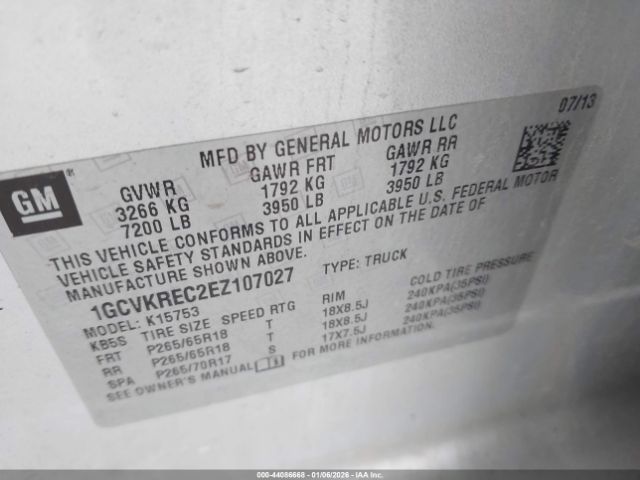 07/13
GM
MFD BY GENERAL MOTORS LLC
GVWR GAWR FRT GAWR RR
3266 KG 1792 KG 1792 KG
7200 LB 3950 LB 3950 LB
THIS VEHICLE CONFORMS TO ALL APPLICABLE U.S. FEDERAL MOTOR
VEHICLE SAFETY STANDARDS IN EFFECT ON THE DATE OF
MANUFACTURE SHOWN ABOVE.
1GCVKREC2EZ107027 TYPE: TRUCK
MODEL: K15753
KB5S TIRE SIZE SPEED RTG RIM COLD TIRE PRESSURE
FRT P265/65R18 T 18X8.5J 240KPA(35PSI)
RR P265/65R18 T 18X8.5J 240KPA(35PSI)
SPA P265/70R17 S 17X7.5J 240KPA(35PSI)
SEE OWNER'S MANUAL FOR MORE INFORMATION.
000-44086668 - 01/06/2026 - IAAI, Inc.